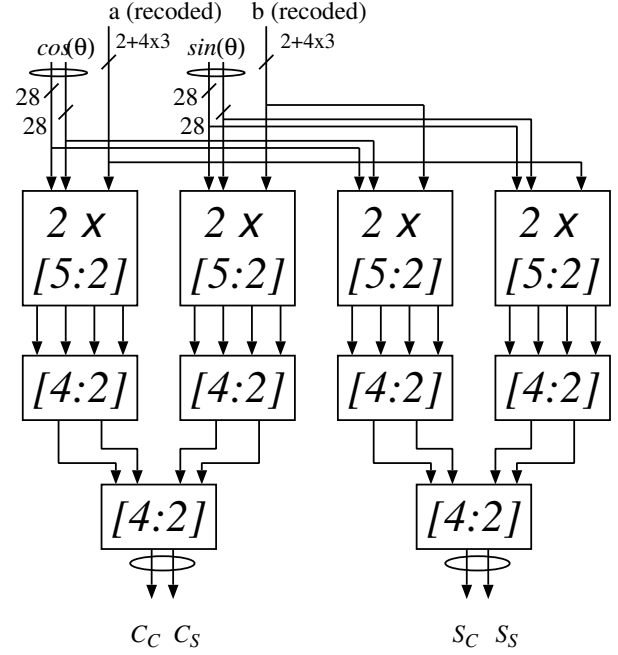 a (recoded) b (recoded)
cos(θ) 2+4x3 sin(θ) 2+4x3
28 28
28 28
2 x 2 x 2 x 2 x
[5:2] [5:2] [5:2] [5:2]
[4:2] [4:2] [4:2] [4:2]
[4:2] [4:2]
C_C C_S S_C S_S